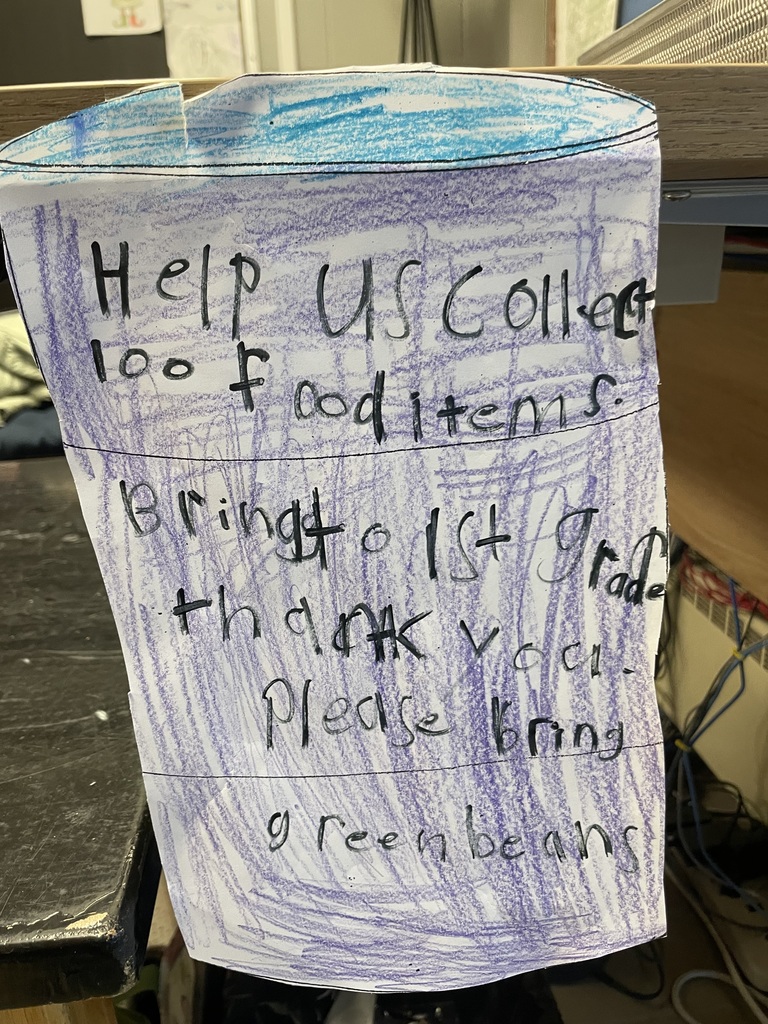 Help us collect
100 food items.
Bring to 1st grade
thank you.
Please bring
green beans